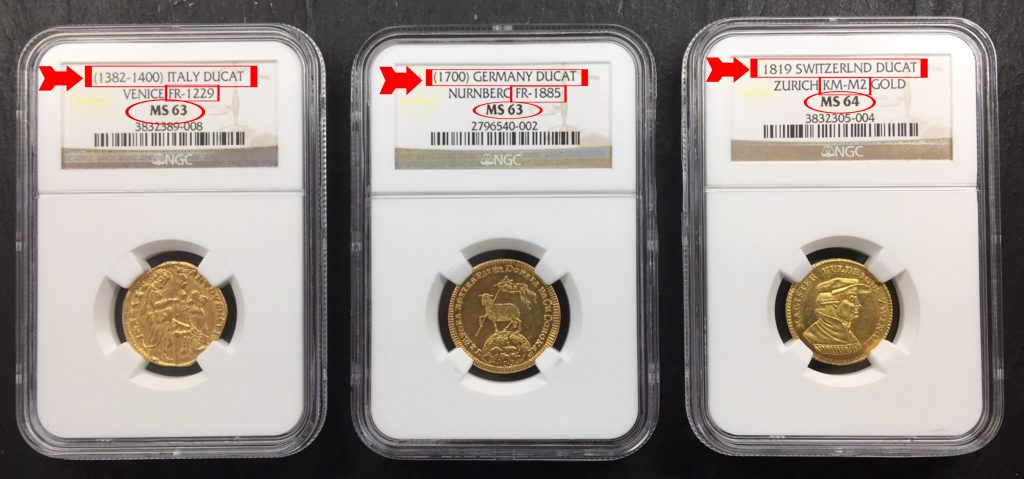 (1382-1400) ITALY DUCAT
VENICE FR-1229
MS 63
3832389-008
NGC
(1700) GERMANY DUCAT
NURNBERG FR-1885
MS 63
2796540-002
NGC
1819 SWITZERLND DUCAT
ZURICH KM-M2 GOLD
MS 64
3832305-004
NGC